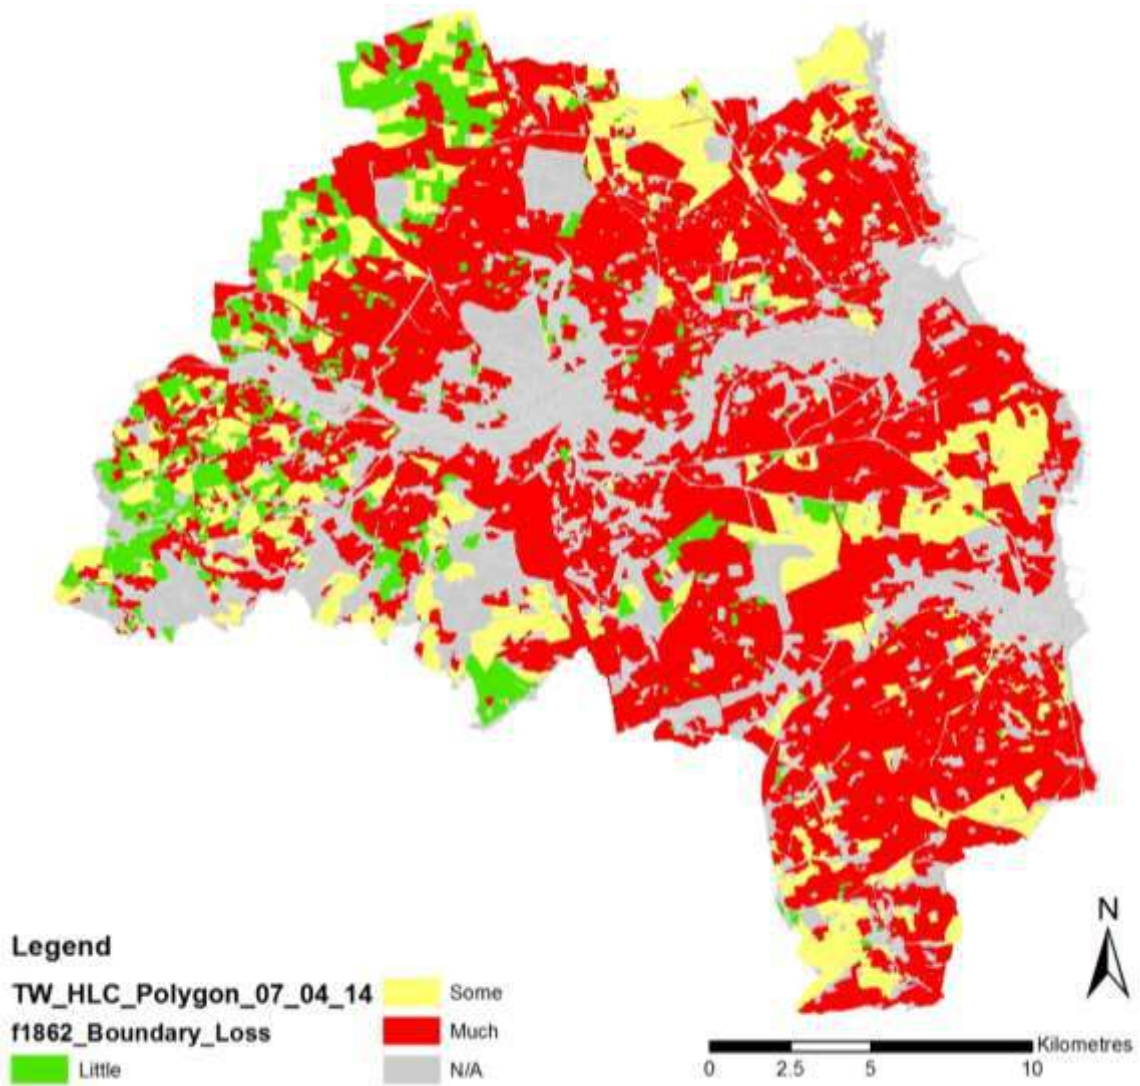 N
Legend
TW_HLC_Polygon_07_04_14
Some
f1862_Boundary_Loss
Much
Little
N/A
Kilometres
0 2.5 5 10